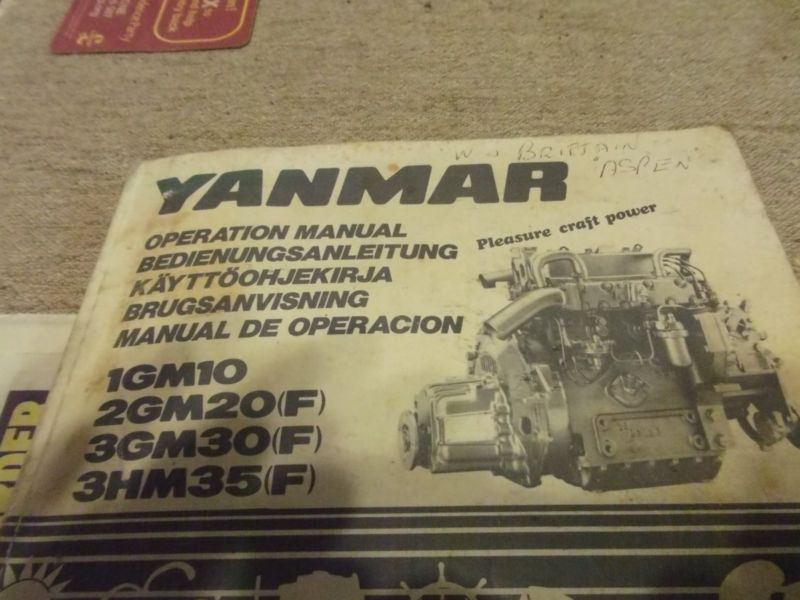 W J BRITTAIN
"ASPEN"
YANMAR
Pleasure craft power
OPERATION MANUAL
BEDIENUNGSANLEITUNG
KÄYTTÖOHJEKIRJA
BRUGSANVISNING
MANUAL DE OPERACION
1GM10
2GM20(F)
3GM30(F)
3HM35(F)